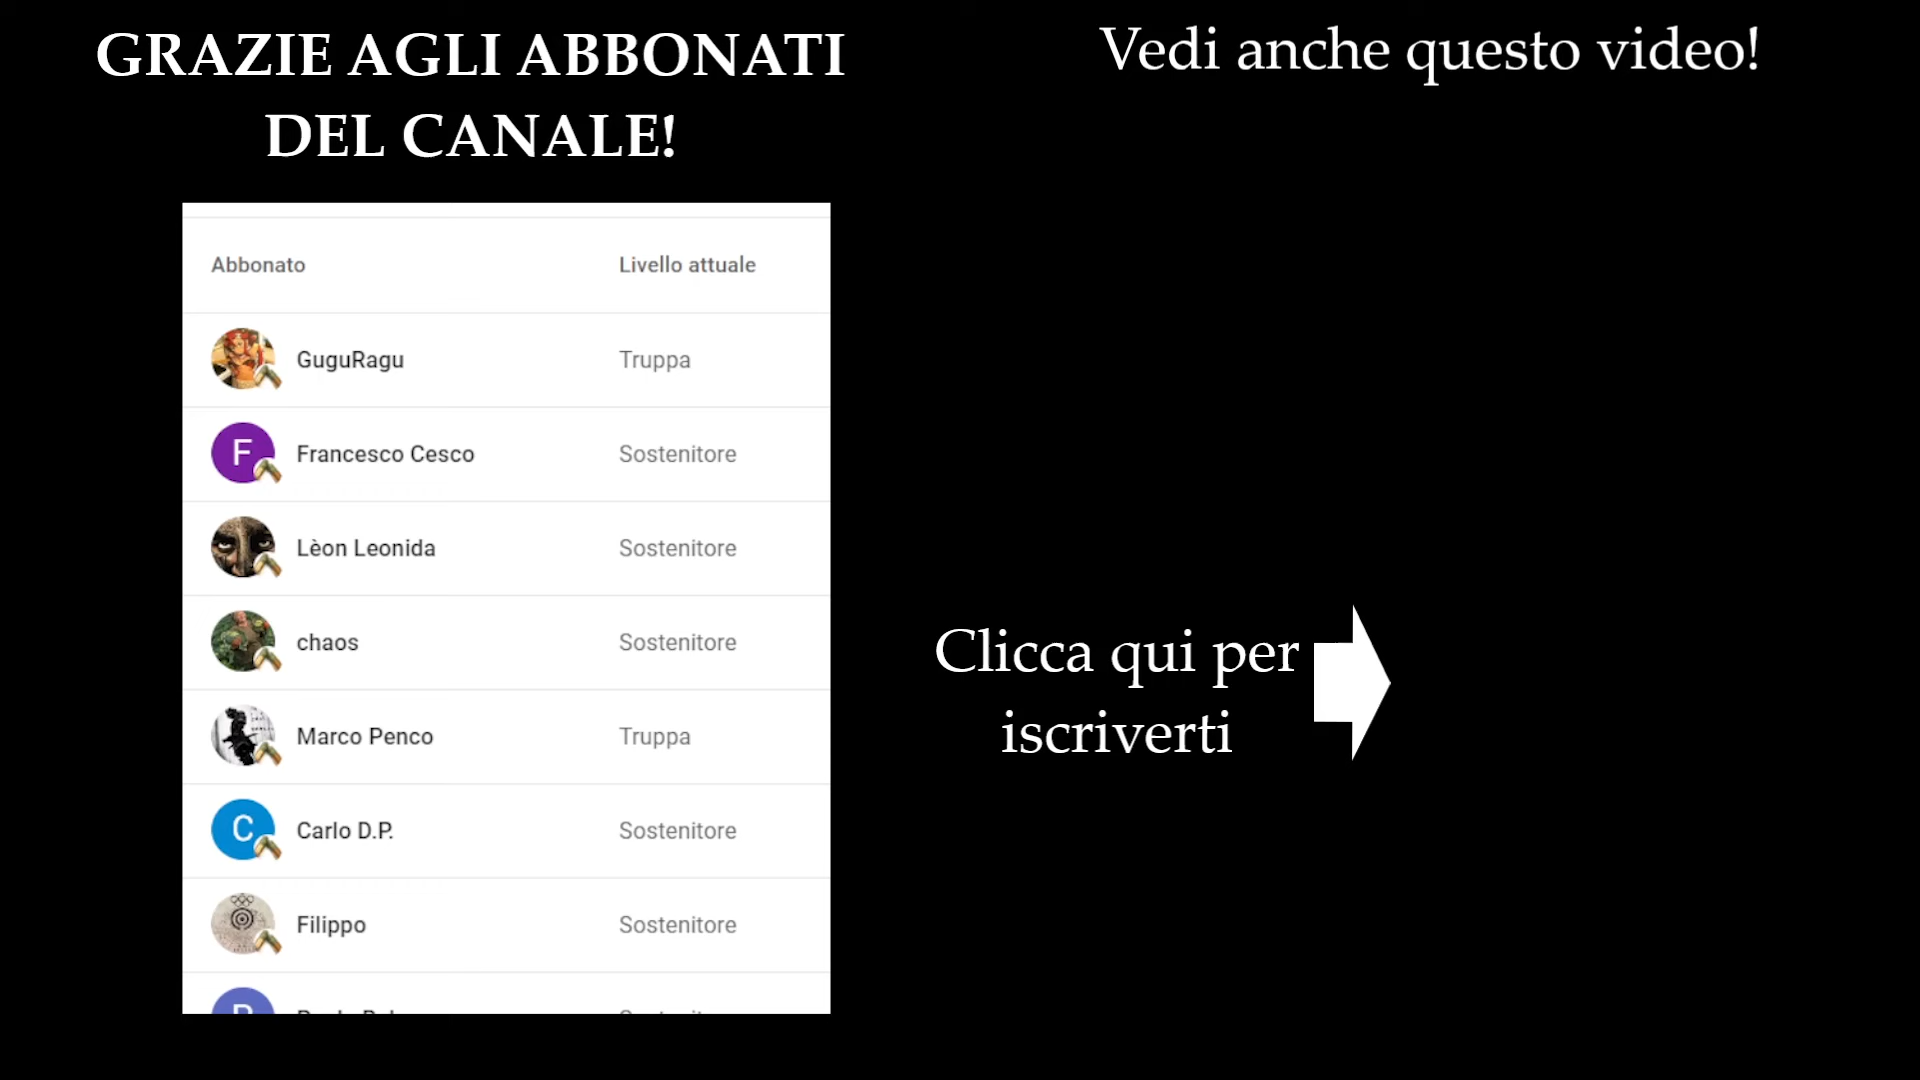 GRAZIE AGLI ABBONATI
DEL CANALE!
Vedi anche questo video!
Abbonato Livello attuale
GuguRagu Truppa
F
Francesco Cesco Sostenitore
Lèon Leonida Sostenitore
chaos Sostenitore
Marco Penco Truppa
C
Carlo D.P. Sostenitore
Filippo Sostenitore
Clicca qui per
iscriverti